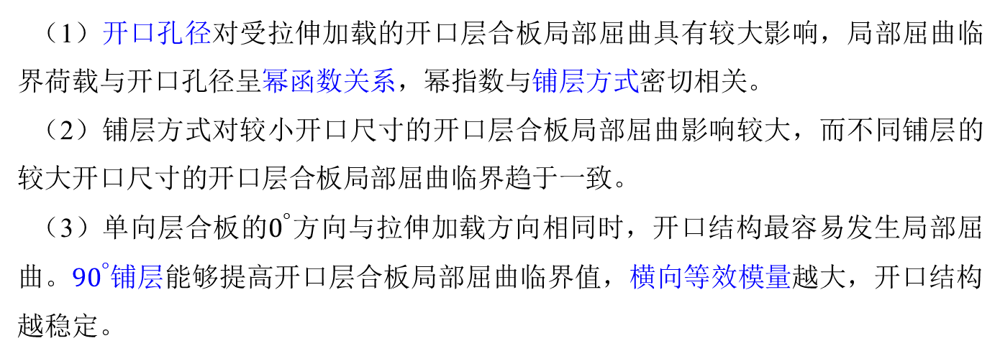 （1）开口孔径对受拉伸加载的开口层合板局部屈曲具有较大影响，局部屈曲临
界荷载与开口孔径呈幂函数关系，幂指数与铺层方式密切相关。
（2）铺层方式对较小开口尺寸的开口层合板局部屈曲影响较大，而不同铺层的
较大开口尺寸的开口层合板局部屈曲临界趋于一致。
（3）单向层合板的0°方向与拉伸加载方向相同时，开口结构最容易发生局部屈
曲。90°铺层能够提高开口层合板局部屈曲临界值，横向等效模量越大，开口结构
越稳定。